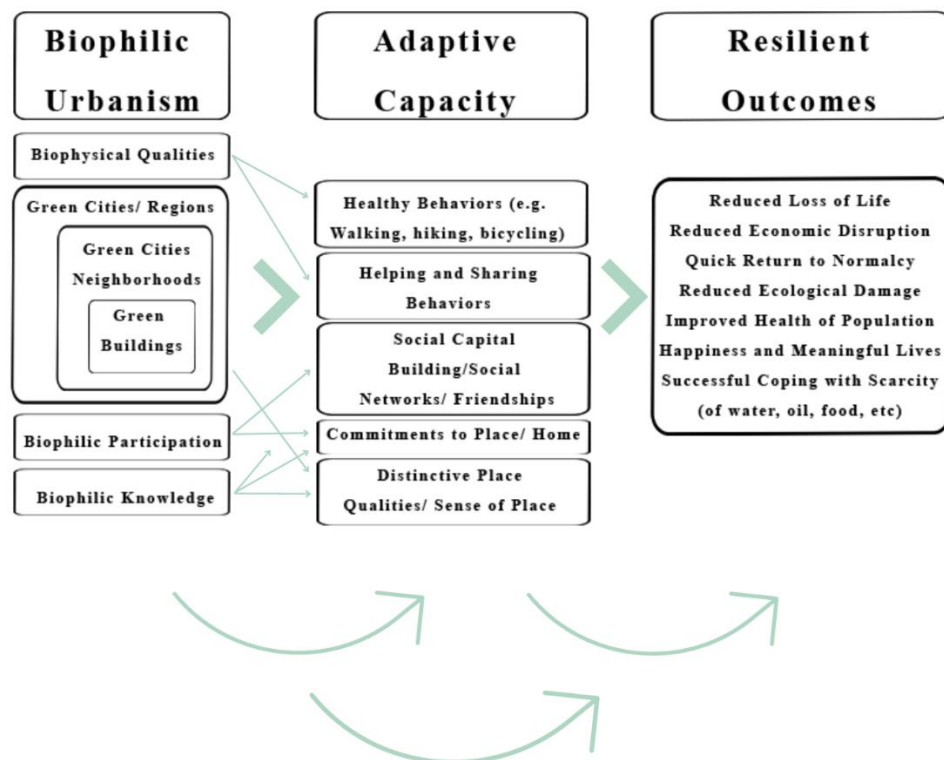 Biophilic
Urbanism
Biophysical Qualities
Green Cities/ Regions
Green Cities
Neighborhoods
Green
Buildings
Biophilic Participation
Biophilic Knowledge
Adaptive
Capacity
Healthy Behaviors (e.g.
Walking, hiking, bicycling)
Helping and Sharing
Behaviors
Social Capital
Building/Social
Networks/ Friendships
Commitments to Place/ Home
Distinctive Place
Qualities/ Sense of Place
Resilient
Outcomes
Reduced Loss of Life
Reduced Economic Disruption
Quick Return to Normalcy
Reduced Ecological Damage
Improved Health of Population
Happiness and Meaningful Lives
Successful Coping with Scarcity
(of water, oil, food, etc)